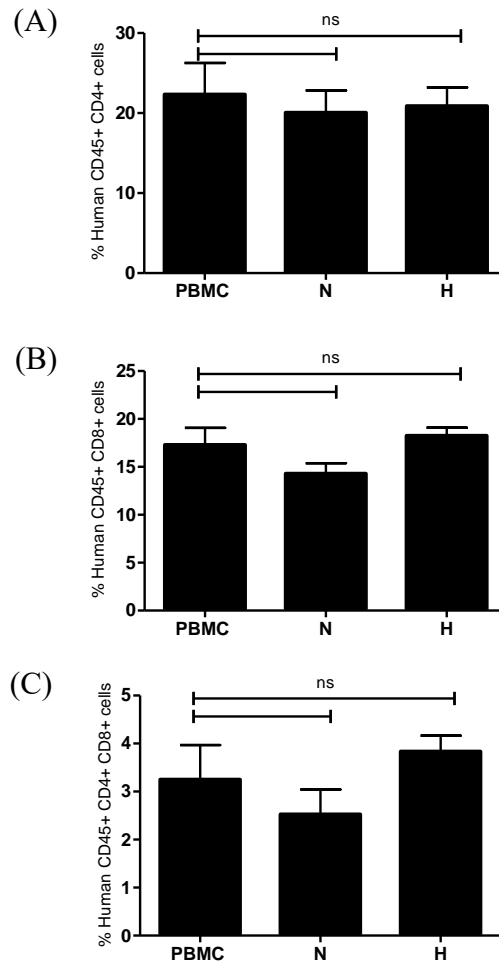 (A)
ns
% Human CD45+ CD4+ cells
30
20
10
0
PBMC N H
(B)
ns
% Human CD45+ CD8+ cells
25
20
15
10
5
0
PBMC N H
(C)
ns
% Human CD45+ CD4+ CD8+ cells
5
4
3
2
1
0
PBMC N H